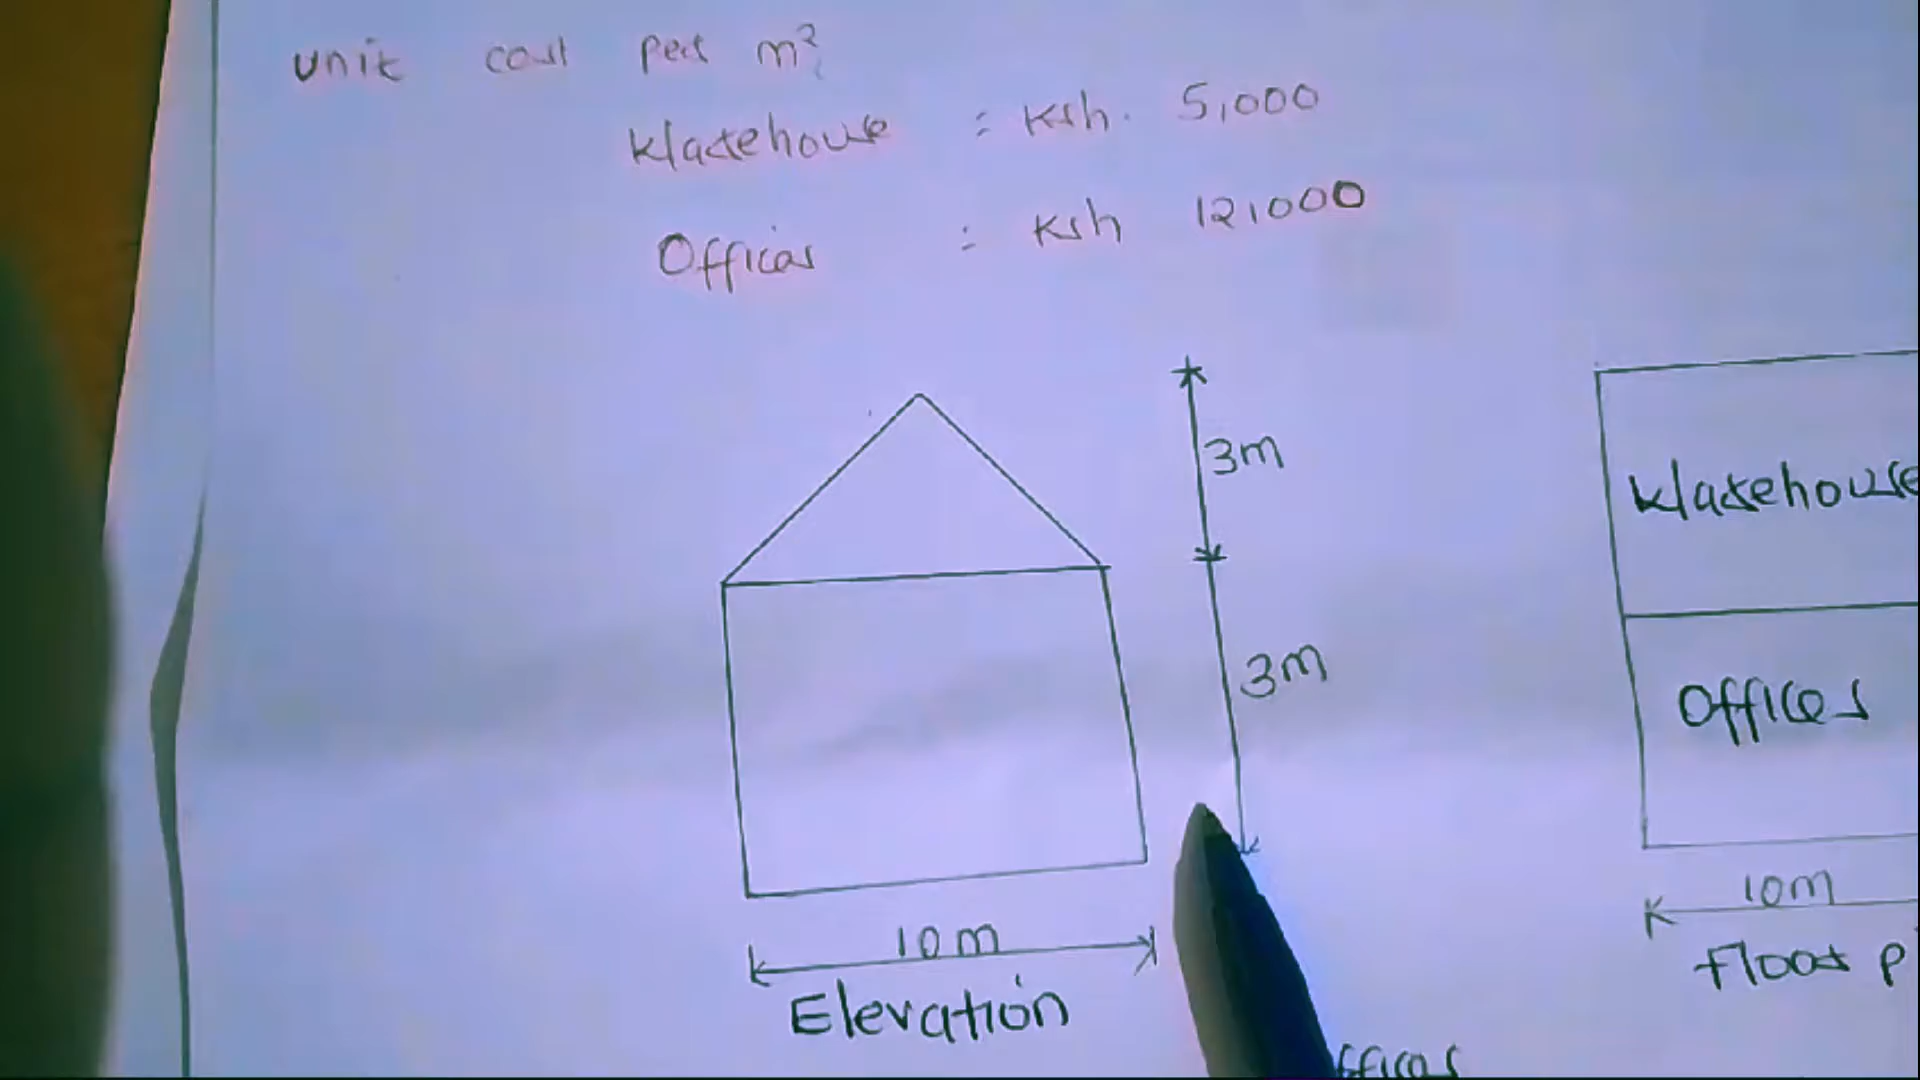 unit cost per m²
Warehouse : Ksh. 5,000
Offices : Ksh 12,000
3m
3m
10m
Elevation
Warehouse
Offices
10m
Floor p
ffices